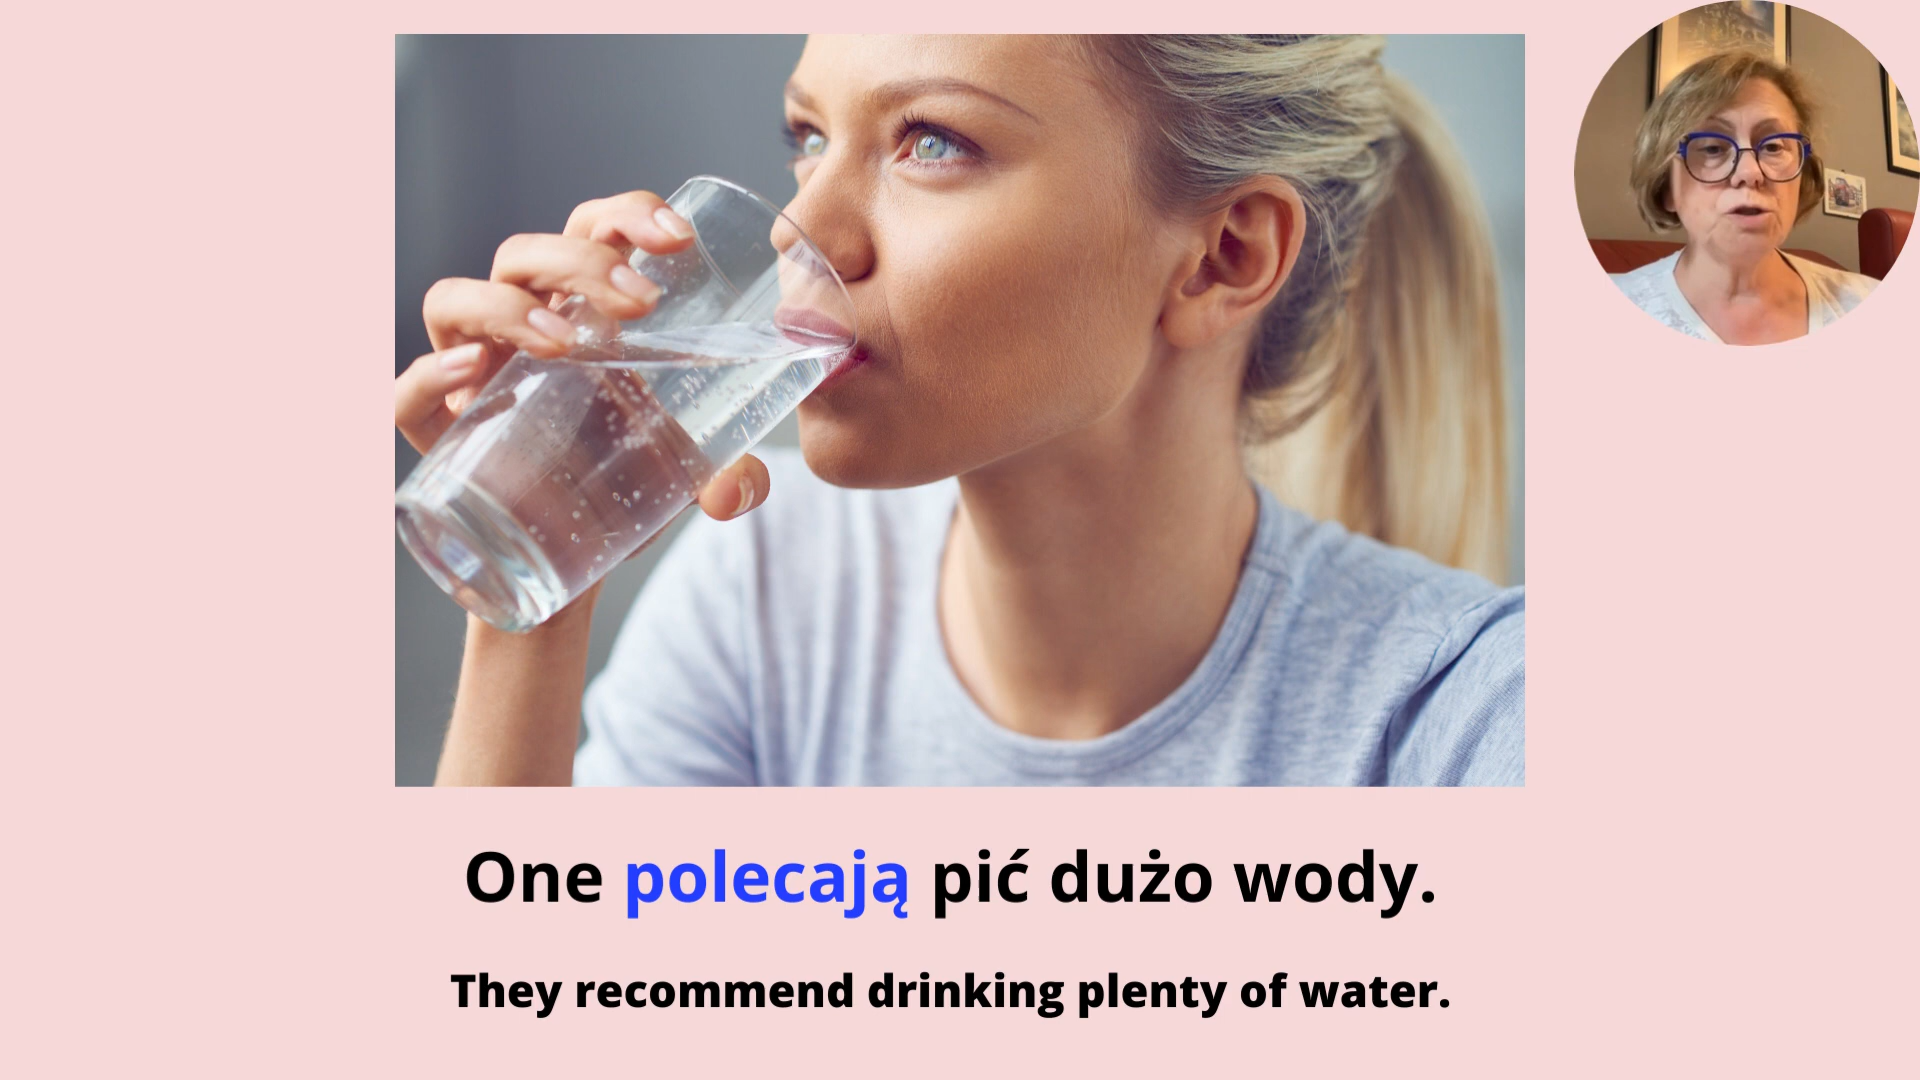 One polecają pić dużo wody.
They recommend drinking plenty of water.